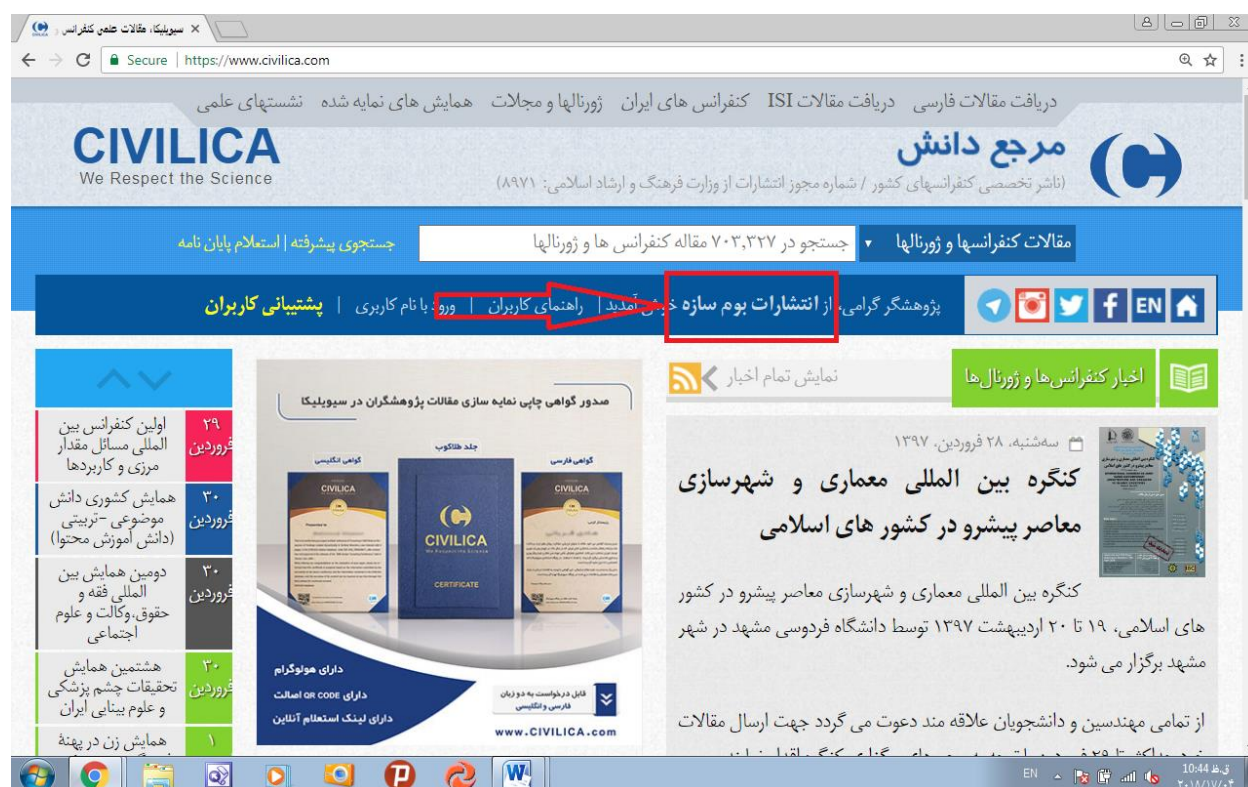 سیویلیکا، مقالات علمی کنفرانس و
Secure | https://www.civilica.com
دریافت مقالات فارسی دریافت مقالات ISI کنفرانس های ایران ژورنالها و مجلات همایش های نمایه شده نشستهای علمی
مرجع دانش
(ناشر تخصصی کنفرانسهای کشور / شماره مجوز انتشارات از وزارت فرهنگ و ارشاد اسلامی: ۸۹۷۱)
CIVILICA
We Respect the Science
مقالات کنفرانسها و ژورنالها
جستجو در ۷۰۳,۳۲۷ مقاله کنفرانس ها و ژورنالها
جستجوی پیشرفته | استعلام پایان نامه
EN
پژوهشگر گرامی، از انتشارات بوم سازه خوش آمدید | راهنمای کاربران | ورود با نام کاربری | پشتیبانی کاربران
اخبار کنفرانس‌ها و ژورنال‌ها
نمایش تمام اخبار
سه‌شنبه، ۲۸ فروردین، ۱۳۹۷
کنگره بین المللی معماری و شهرسازی
معاصر پیشرو در کشور های اسلامی
کنگره بین المللی معماری و شهرسازی معاصر پیشرو در کشور
های اسلامی، ۱۹ تا ۲۰ اردیبهشت ۱۳۹۷ توسط دانشگاه فردوسی مشهد در شهر
مشهد برگزار می شود.
از تمامی مهندسین و دانشجویان علاقه مند دعوت می گردد جهت ارسال مقالات
صدور گواهی چاپی نمایه سازی مقالات پژوهشگران در سیویلیکا
جلد طلاکوب
گواهی فارسی
گواهی انگلیسی
CIVILICA
CIVILICA
CIVILICA
We Respect the Science
CERTIFICATE
دارای هولوگرام
دارای QR CODE اصالت
دارای لینک استعلام آنلاین
قابل درخواست به دو زبان
فارسی و انگلیسی
www.CIVILICA.com
۲۹
فروردین
اولین کنفرانس بین
المللی مسائل مقدار
مرزی و کاربردها
۳۰
فروردین
همایش کشوری دانش
موضوعی -تربیتی
(دانش آموزش محتوا)
۳۰
فروردین
دومین همایش بین
المللی فقه و
حقوق،وکالت و علوم
اجتماعی
۳۰
فروردین
هشتمین همایش
تحقیقات چشم پزشکی
و علوم بینایی ایران
۱
همایش زن در پهنهٔ
EN
10:44 ق.ظ